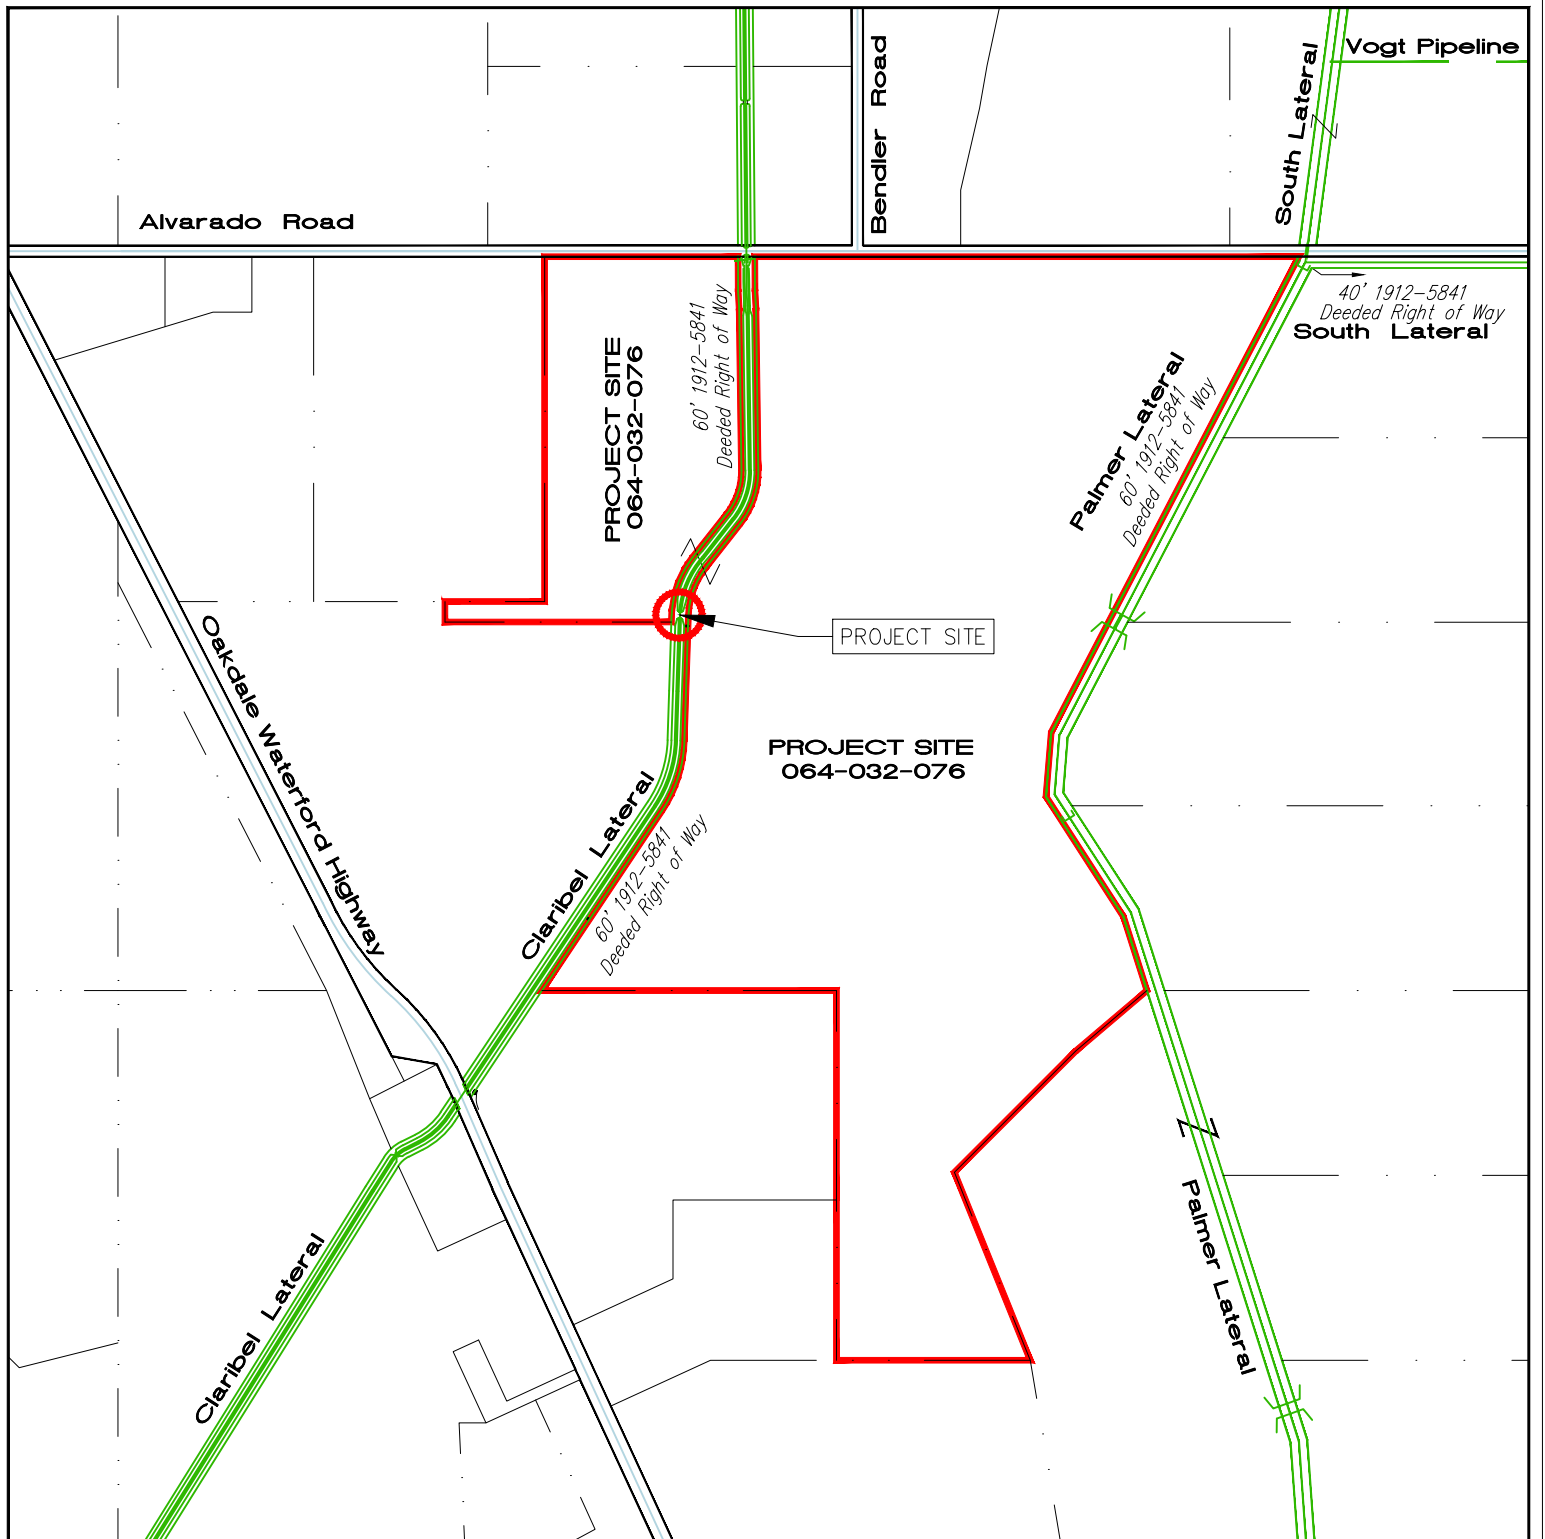 Vogt Pipeline
South Lateral
Bendler Road
Alvarado Road
40' 1912-5841
Deeded Right of Way
South Lateral
60' 1912-5841
Deeded Right of Way
PROJECT SITE
064-032-076
Palmer Lateral
60' 1912-5841
Deeded Right of Way
PROJECT SITE
Oakdale Waterford Highway
PROJECT SITE
064-032-076
Claribel Lateral
60' 1912-5841
Deeded Right of Way
Palmer Lateral
Claribel Lateral